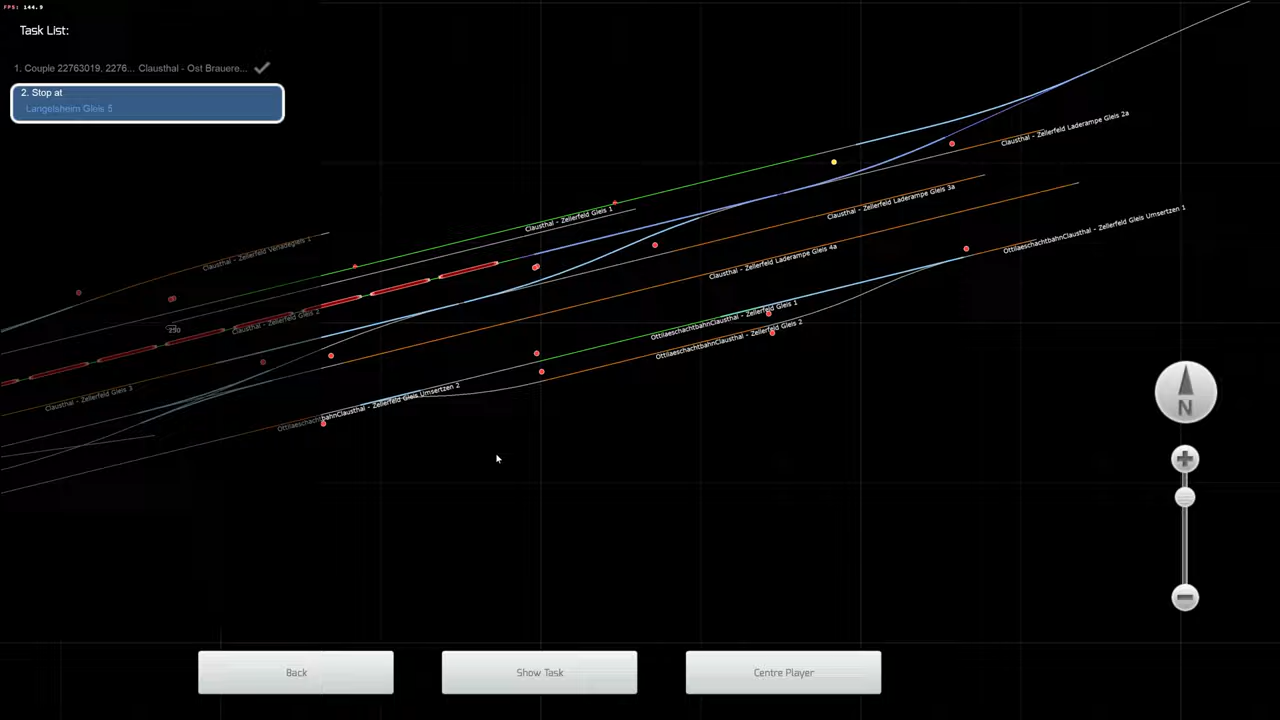 FPS: 144.9
Task List:
1. Couple 22763019, 2276... Clausthal - Ost Brauere...
2. Stop at
Langelsheim Gleis 5
Clausthal - Zellerfeld Laderampe Gleis 2a
Clausthal - Zellerfeld Gleis 1
Clausthal - Zellerfeld Laderampe Gleis 3a
OttilaeschachtbahnClausthal - Zellerfeld Gleis Umsertzen 1
Clausthal - Zellerfeld Verladegleis 1
Clausthal - Zellerfeld Laderampe Gleis 4a
OttilaeschachtbahnClausthal - Zellerfeld Gleis 1
Clausthal - Zellerfeld Gleis 2
OttilaeschachtbahnClausthal - Zellerfeld Gleis 2
Clausthal - Zellerfeld Gleis 3
OttilaeschachtbahnClausthal - Zellerfeld Gleis Umsertzen 2
N
Back
Show Task
Centre Player